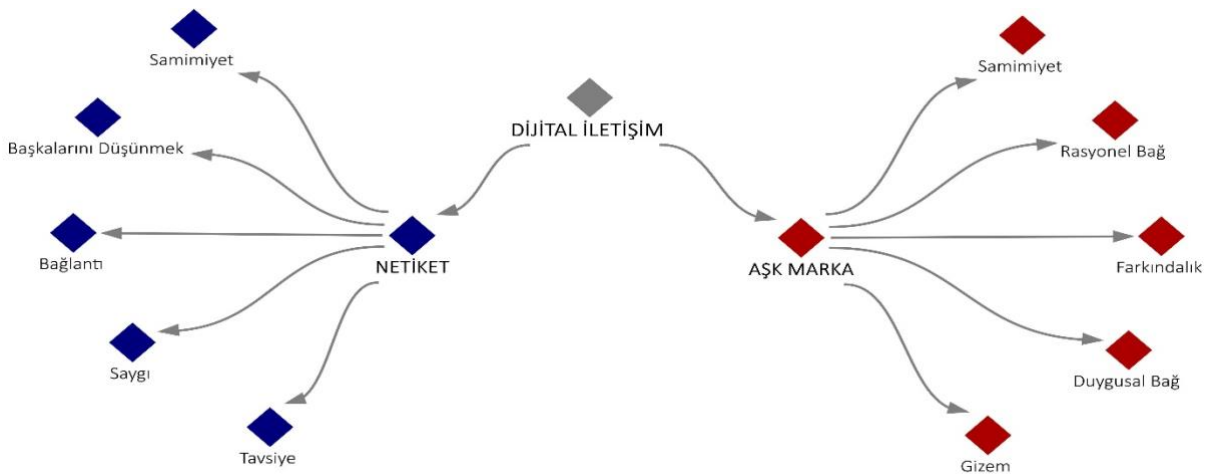 Samimiyet
Samimiyet
DİJİTAL İLETİŞİM
Başkalarını Düşünmek
Rasyonel Bağ
Bağlantı
NETİKET
AŞK MARKA
Farkındalık
Saygı
Duygusal Bağ
Tavsiye
Gizem